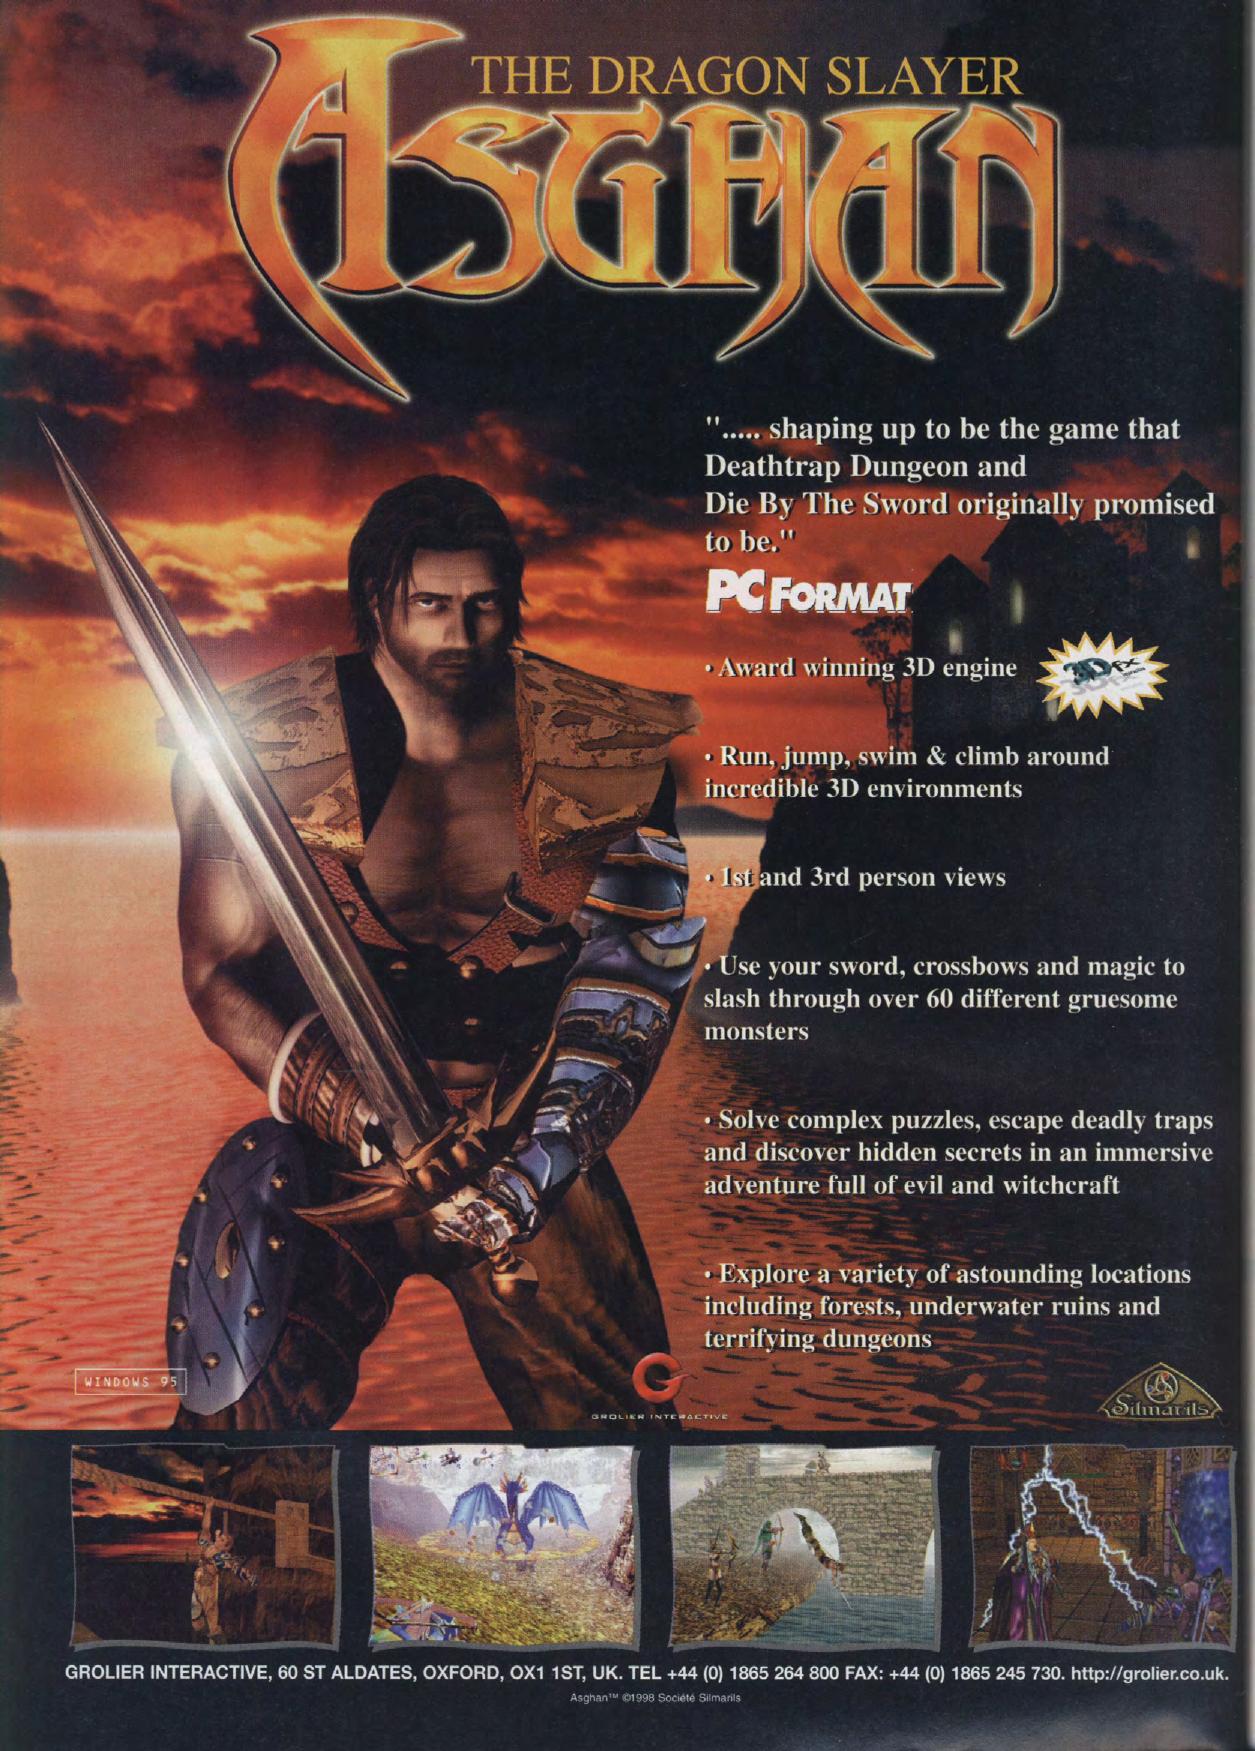 THE DRAGON SLAYER
ASGHAN
"..... shaping up to be the game that
Deathtrap Dungeon and
Die By The Sword originally promised
to be."
PC FORMAT
• Award winning 3D engine
3Dfx
• Run, jump, swim & climb around
incredible 3D environments
• 1st and 3rd person views
• Use your sword, crossbows and magic to
slash through over 60 different gruesome
monsters
• Solve complex puzzles, escape deadly traps
and discover hidden secrets in an immersive
adventure full of evil and witchcraft
• Explore a variety of astounding locations
including forests, underwater ruins and
terrifying dungeons
WINDOWS 95
GROLIER INTERACTIVE
Silmarils
GROLIER INTERACTIVE, 60 ST ALDATES, OXFORD, OX1 1ST, UK. TEL +44 (0) 1865 264 800 FAX: +44 (0) 1865 245 730. http://grolier.co.uk.
Asghan™ ©1998 Société Silmarils